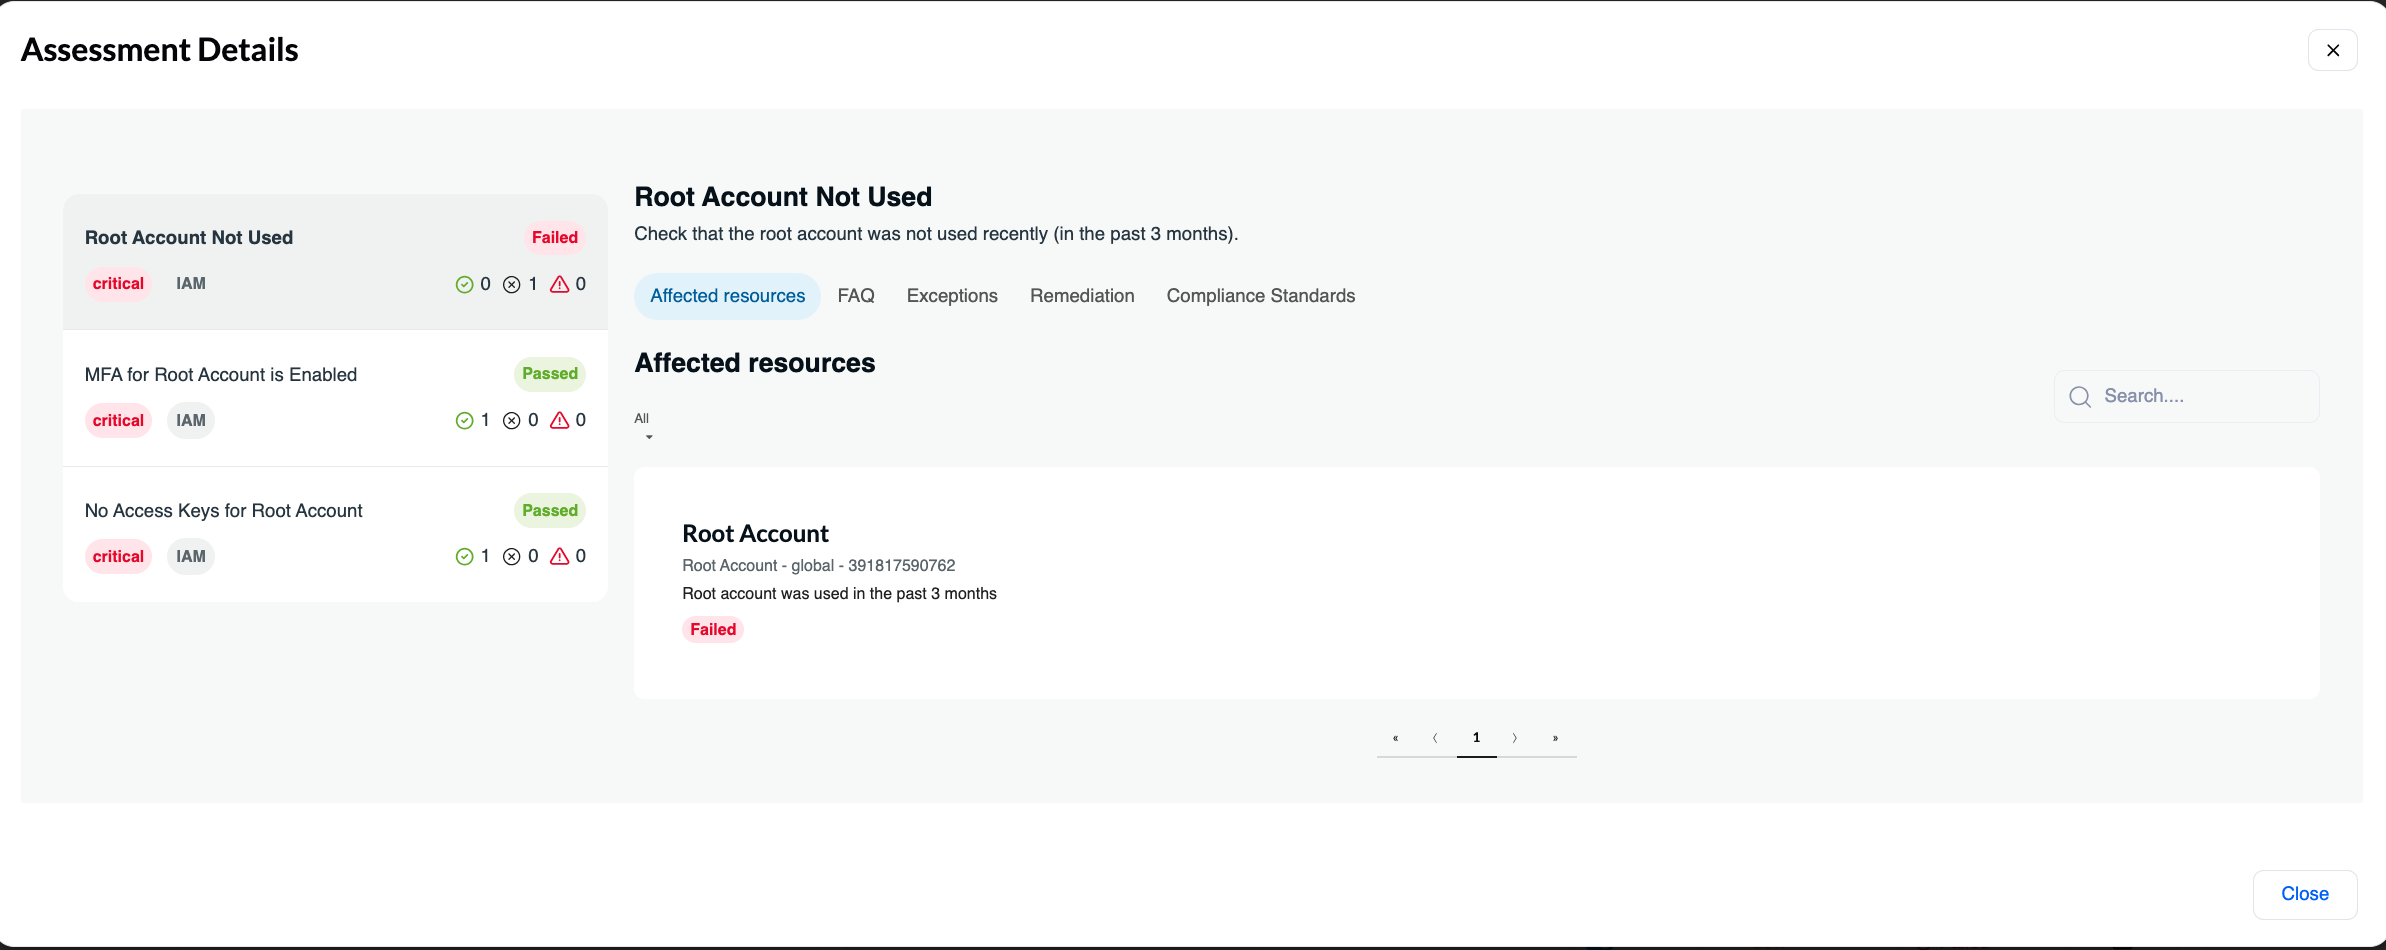 Assessment Details
Root Account Not Used
Failed
critical IAM 0 1 0
MFA for Root Account is Enabled
Passed
critical IAM 1 0 0
No Access Keys for Root Account
Passed
critical IAM 1 0 0
Root Account Not Used
Check that the root account was not used recently (in the past 3 months).
Affected resources FAQ Exceptions Remediation Compliance Standards
Affected resources
All
Search....
Root Account
Root Account - global - 391817590762
Root account was used in the past 3 months
Failed
« 〈 1 〉 »
Close